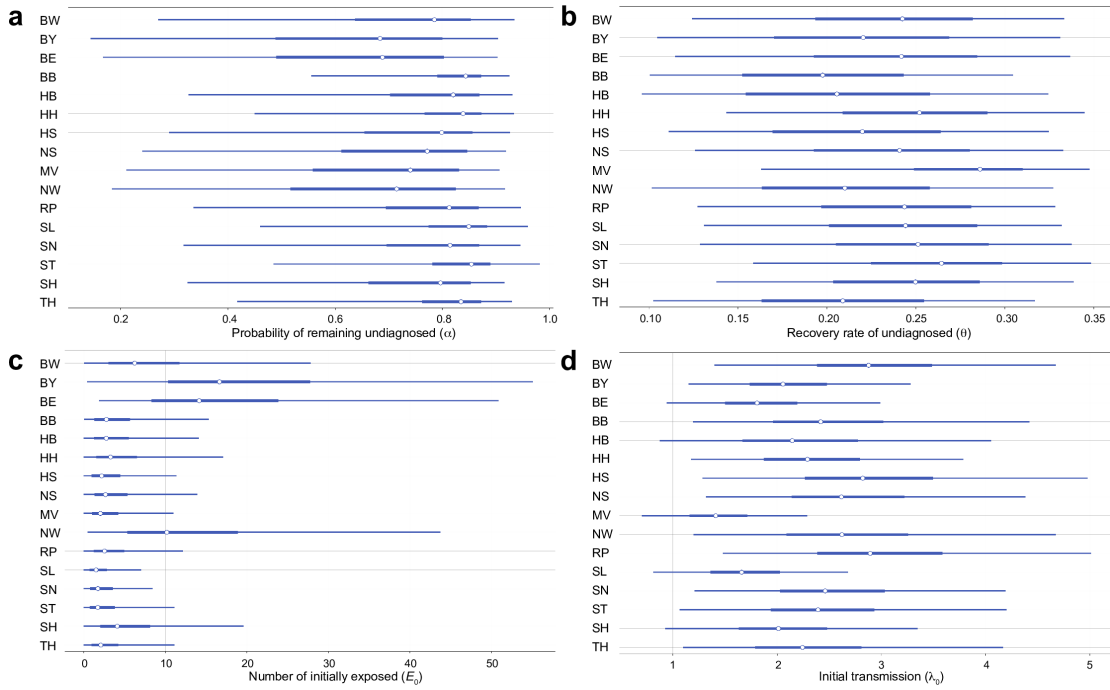 a
BW
BY
BE
BB
HB
HH
HS
NS
MV
NW
RP
SL
SN
ST
SH
TH
0.2 0.4 0.6 0.8 1.0
Probability of remaining undiagnosed (α)
b
BW
BY
BE
BB
HB
HH
HS
NS
MV
NW
RP
SL
SN
ST
SH
TH
0.10 0.15 0.20 0.25 0.30 0.35
Recovery rate of undiagnosed (θ)
c
BW
BY
BE
BB
HB
HH
HS
NS
MV
NW
RP
SL
SN
ST
SH
TH
0 10 20 30 40 50
Number of initially exposed (E₀)
d
BW
BY
BE
BB
HB
HH
HS
NS
MV
NW
RP
SL
SN
ST
SH
TH
1 2 3 4 5
Initial transmission (λ₀)